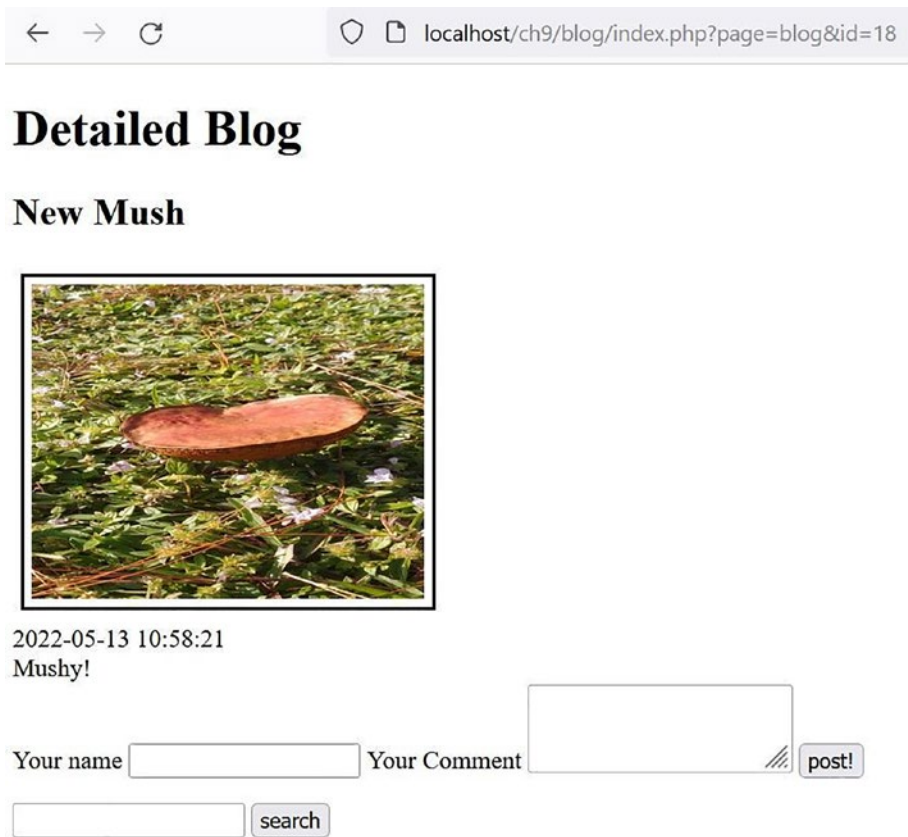 localhost/ch9/blog/index.php?page=blog&id=18
Detailed Blog
New Mush
2022-05-13 10:58:21
Mushy!
Your name Your Comment post!
search